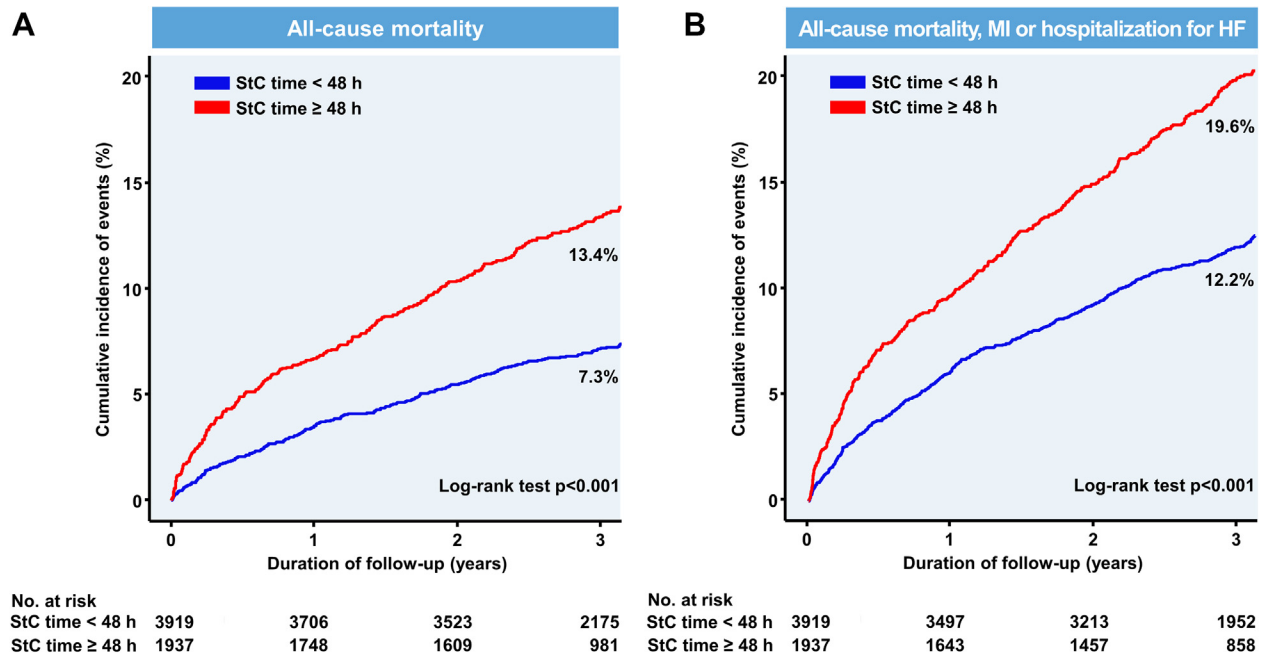 A
All-cause mortality
StC time < 48 h
StC time ≥ 48 h
Cumulative incidence of events (%)
20
15
10
5
0
13.4%
7.3%
Log-rank test p<0.001
0 1 2 3
Duration of follow-up (years)
No. at risk
StC time < 48 h 3919 3706 3523 2175
StC time ≥ 48 h 1937 1748 1609 981
B
All-cause mortality, MI or hospitalization for HF
StC time < 48 h
StC time ≥ 48 h
Cumulative incidence of events (%)
20
15
10
5
0
19.6%
12.2%
Log-rank test p<0.001
0 1 2 3
Duration of follow-up (years)
No. at risk
StC time < 48 h 3919 3497 3213 1952
StC time ≥ 48 h 1937 1643 1457 858